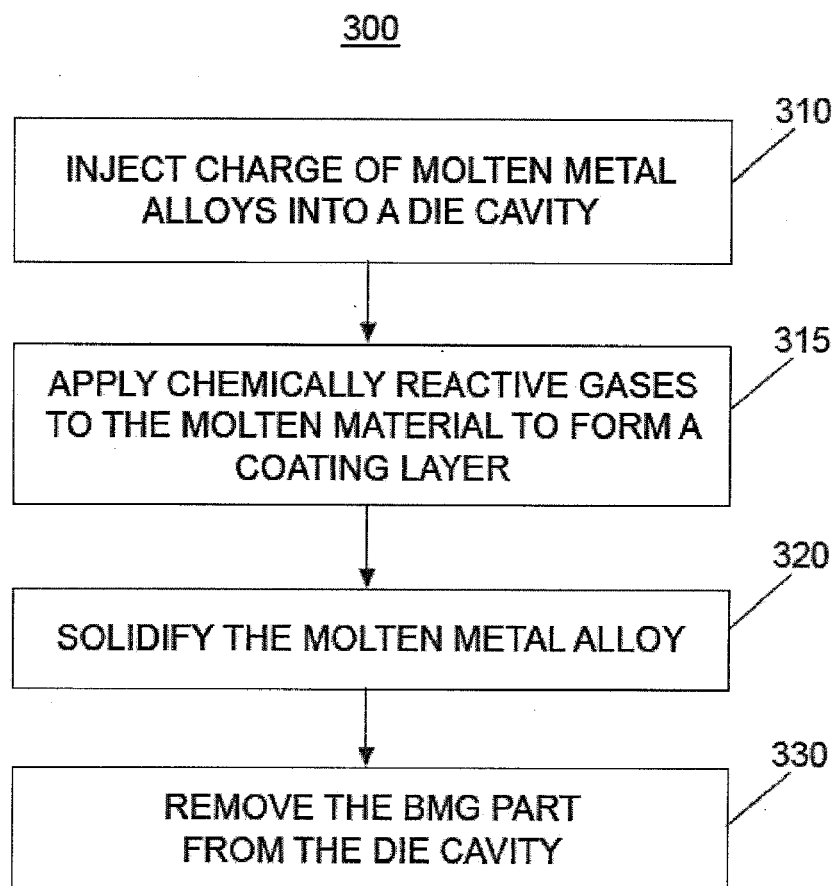 300
310
INJECT CHARGE OF MOLTEN METAL
ALLOYS INTO A DIE CAVITY
315
APPLY CHEMICALLY REACTIVE GASES
TO THE MOLTEN MATERIAL TO FORM A
COATING LAYER
320
SOLIDIFY THE MOLTEN METAL ALLOY
330
REMOVE THE BMG PART
FROM THE DIE CAVITY